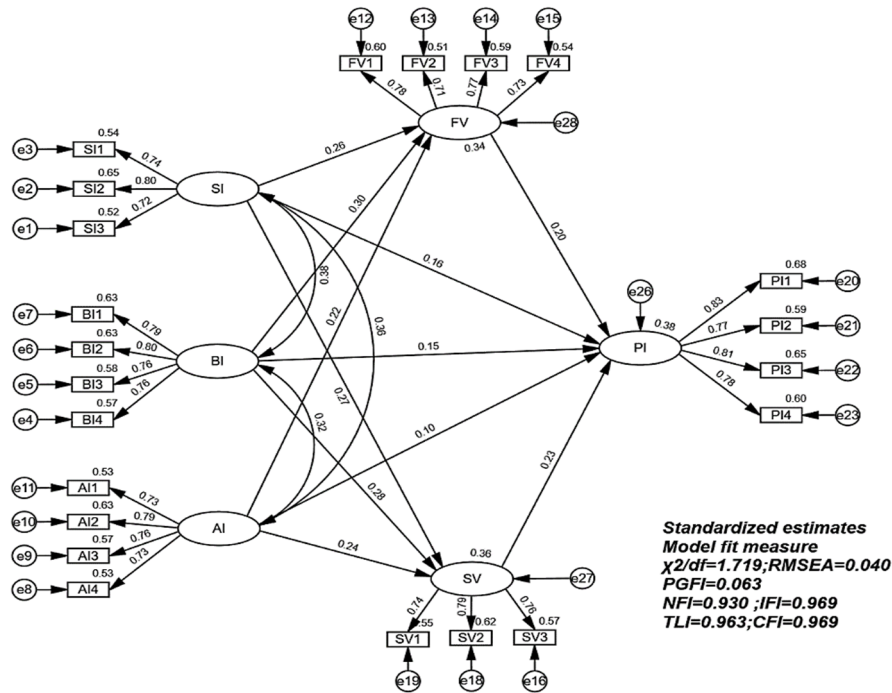 e12 e13 e14 e15
0.60 0.51 0.59 0.54
FV1 FV2 FV3 FV4
0.78 0.71 0.77 0.73
FV e28
0.34
0.54
e3 SI1 0.74
0.65
e2 SI2 0.80
0.52
e1 SI3 0.72
SI
0.26
0.30
0.22
0.38
0.36
0.16
0.20
0.27
0.63
e7 BI1 0.79
0.63
e6 BI2 0.80
0.58
e5 BI3 0.76
0.57
e4 BI4 0.76
BI
0.15
0.32
0.28
0.10
0.23
e26
0.38
PI
0.68
0.83 PI1 e20
0.59
0.77 PI2 e21
0.65
0.81 PI3 e22
0.60
0.78 PI4 e23
0.53
e11 AI1 0.73
0.63
e10 AI2 0.79
0.57
e9 AI3 0.76
0.53
e8 AI4 0.73
AI
0.24
0.36
SV e27
0.74 0.79 0.76
.55 0.62 0.57
SV1 SV2 SV3
e19 e18 e16
Standardized estimates
Model fit measure
χ2/df=1.719;RMSEA=0.040
PGFI=0.063
NFI=0.930 ;IFI=0.969
TLI=0.963;CFI=0.969